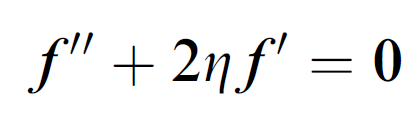 f″ + 2ηf′ = 0